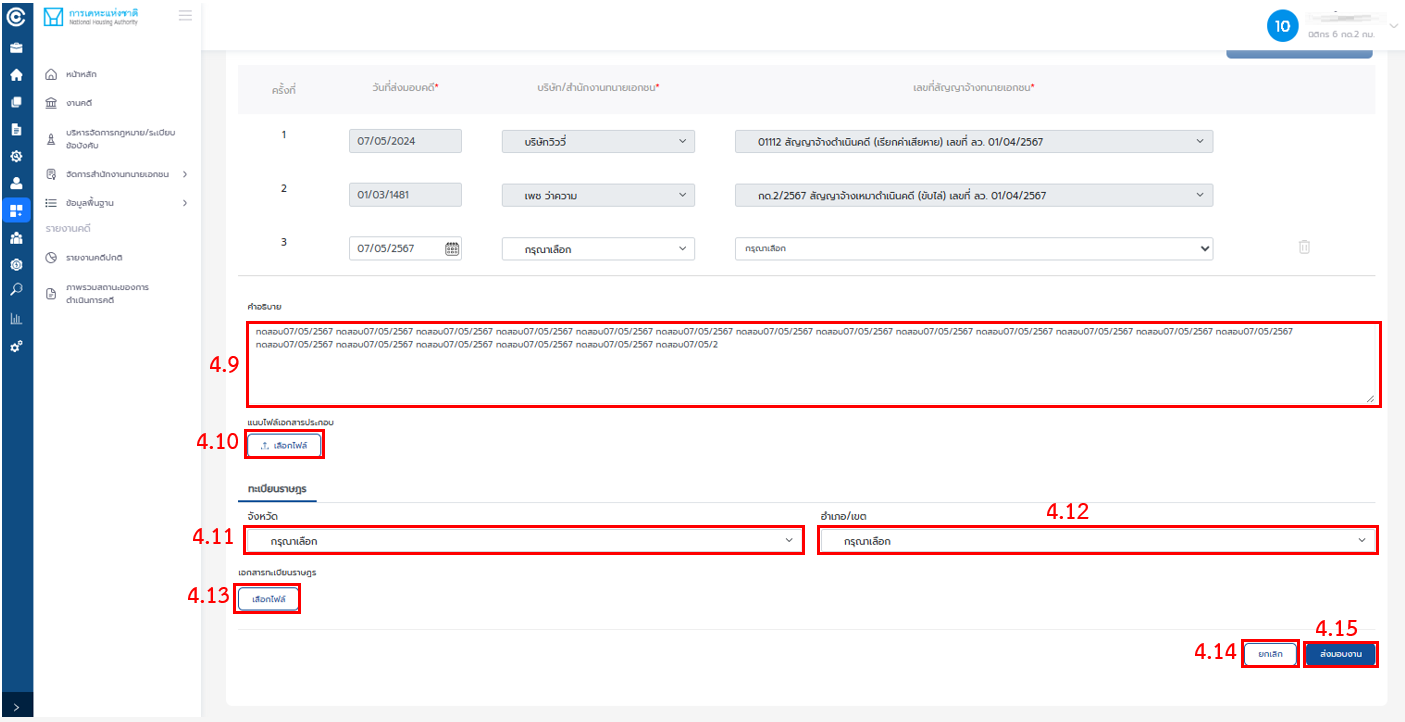 การเคหะแห่งชาติ
National Housing Authority
10
นิติกร 6 กต.2 กม.
หน้าหลัก
งานคดี
บริหารจัดการกฎหมาย/ระเบียบ
ข้อบังคับ
จัดการสำนักงานทนายเอกชน
ข้อมูลพื้นฐาน
รายงานคดี
รายงานคดีปกติ
ภาพรวมสถานะของการ
ดำเนินการคดี
ครั้งที่ วันที่ส่งมอบคดี* บริษัท/สำนักงานทนายเอกชน* เลขที่สัญญาจ้างทนายเอกชน*
1 07/05/2024 บริษัทวิววี่ 01112 สัญญาจ้างดำเนินคดี (เรียกค่าเสียหาย) เลขที่ ลว. 01/04/2567
2 01/03/1481 เพช ว่าความ กต.2/2567 สัญญาจ้างเหมาดำเนินคดี (ขับไล่) เลขที่ ลว. 01/04/2567
3 07/05/2567 กรุณาเลือก กรุณาเลือก
คำอธิบาย
ทดสอบ07/05/2567 ทดสอบ07/05/2567 ทดสอบ07/05/2567 ทดสอบ07/05/2567 ทดสอบ07/05/2567 ทดสอบ07/05/2567 ทดสอบ07/05/2567 ทดสอบ07/05/2567 ทดสอบ07/05/2567 ทดสอบ07/05/2567 ทดสอบ07/05/2567 ทดสอบ07/05/2567 ทดสอบ07/05/2567
ทดสอบ07/05/2567 ทดสอบ07/05/2567 ทดสอบ07/05/2567 ทดสอบ07/05/2567 ทดสอบ07/05/2567 ทดสอบ07/05/2
4.9
แนบไฟล์เอกสารประกอบ
4.10 เลือกไฟล์
ทะเบียนราษฎร
จังหวัด อำเภอ/เขต 4.12
4.11 กรุณาเลือก กรุณาเลือก
เอกสารทะเบียนราษฎร
4.13 เลือกไฟล์
4.15
4.14 ยกเลิก ส่งมอบงาน